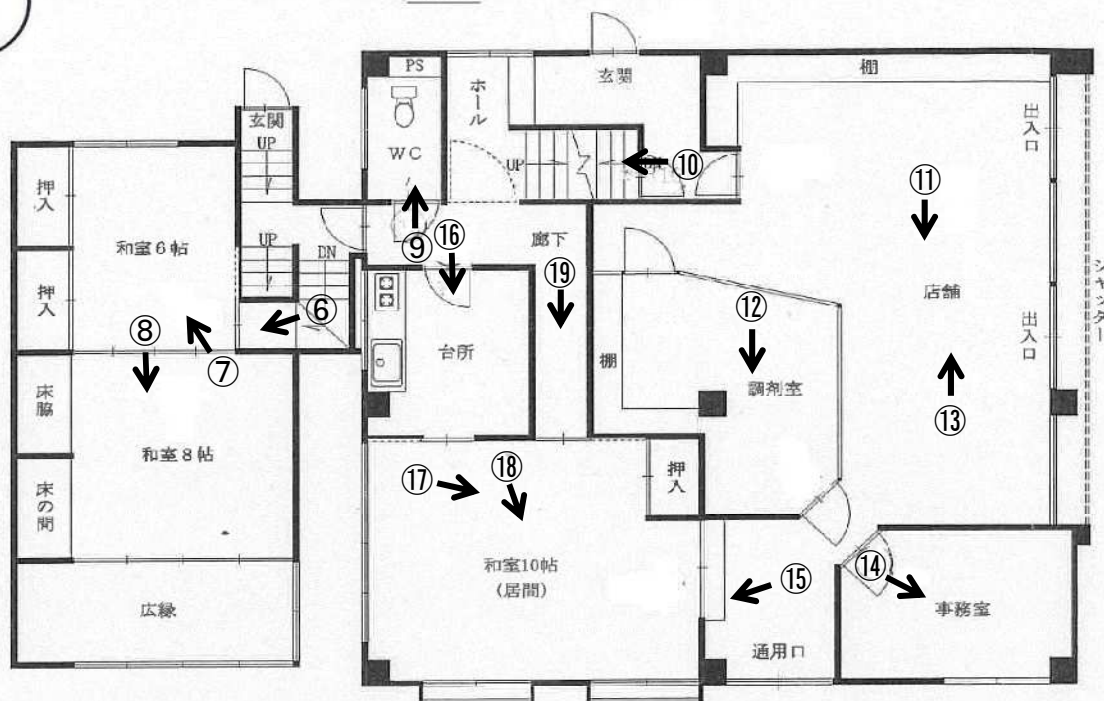 PS
玄関
棚
ホール
玄関
UP
WC
UP
⑩
出入口
押入
⑪
和室6帖
UP
DN
⑨
⑯
廊下
押入
⑥
⑲
店舗
シャッター
⑫
⑧
⑦
台所
棚
調剤室
出入口
床脇
⑬
和室8帖
⑰
⑱
押入
床の間
和室10帖
(居間)
⑮
⑭
広縁
事務室
通用口